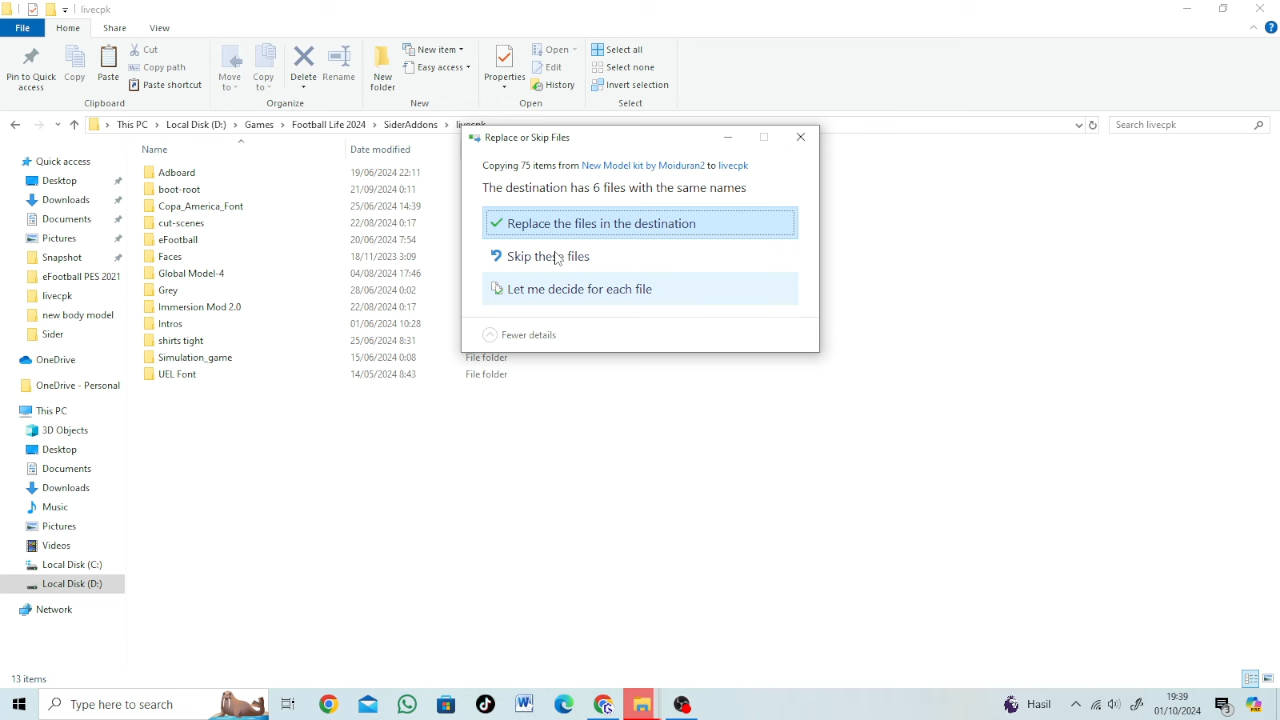 livecpk
File Home Share View
Pin to Quick access Copy Paste Cut Copy path Paste shortcut Move to Copy to Delete Rename New folder New item Easy access Properties Open Edit History Select all Select none Invert selection
Clipboard Organize New Open Select
This PC Local Disk (D:) Games Football Life 2024 SiderAddons livecpk Search livecpk
Name Date modified
Quick access
Desktop
Downloads
Documents
Pictures
Snapshot
eFootball PES 2021
livecpk
new body model
Sider
OneDrive
OneDrive - Personal
This PC
3D Objects
Desktop
Documents
Downloads
Music
Pictures
Videos
Local Disk (C:)
Local Disk (D:)
Network
Adboard 19/06/2024 22:11
boot-root 21/09/2024 0:11
Copa_America_Font 25/06/2024 14:39
cut-scenes 22/08/2024 0:17
eFootball 20/06/2024 7:54
Faces 18/11/2023 3:09
Global Model-4 04/08/2024 17:46
Grey 28/06/2024 0:02
Immersion Mod 2.0 22/08/2024 0:17
Intros 01/06/2024 10:28
shirts tight 25/06/2024 8:31
Simulation_game 15/06/2024 0:08 File folder
UEL Font 14/05/2024 8:43 File folder
Replace or Skip Files
Copying 75 items from New Model kit by Moiduran2 to livecpk
The destination has 6 files with the same names
Replace the files in the destination
Skip these files
Let me decide for each file
Fewer details
13 items
Type here to search Hasil 19:39
01/10/2024 3